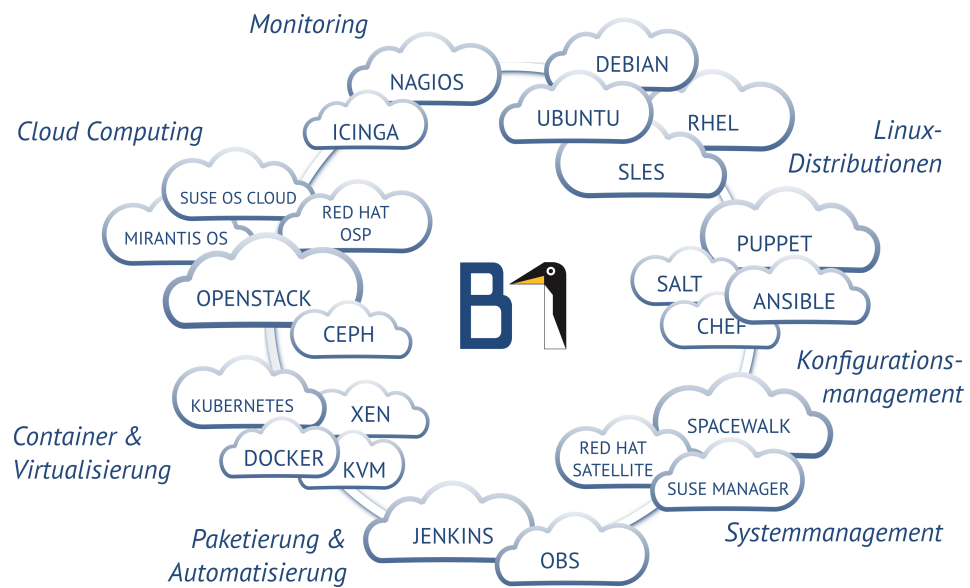 Monitoring
NAGIOS
ICINGA
DEBIAN
UBUNTU
RHEL
SLES
Linux-
Distributionen
Cloud Computing
SUSE OS CLOUD
MIRANTIS OS
RED HAT
OSP
OPENSTACK
CEPH
B1
PUPPET
SALT
ANSIBLE
CHEF
Konfigurations-
management
KUBERNETES
XEN
DOCKER
KVM
Container &
Virtualisierung
SPACEWALK
RED HAT
SATELLITE
SUSE MANAGER
Systemmanagement
JENKINS
OBS
Paketierung &
Automatisierung